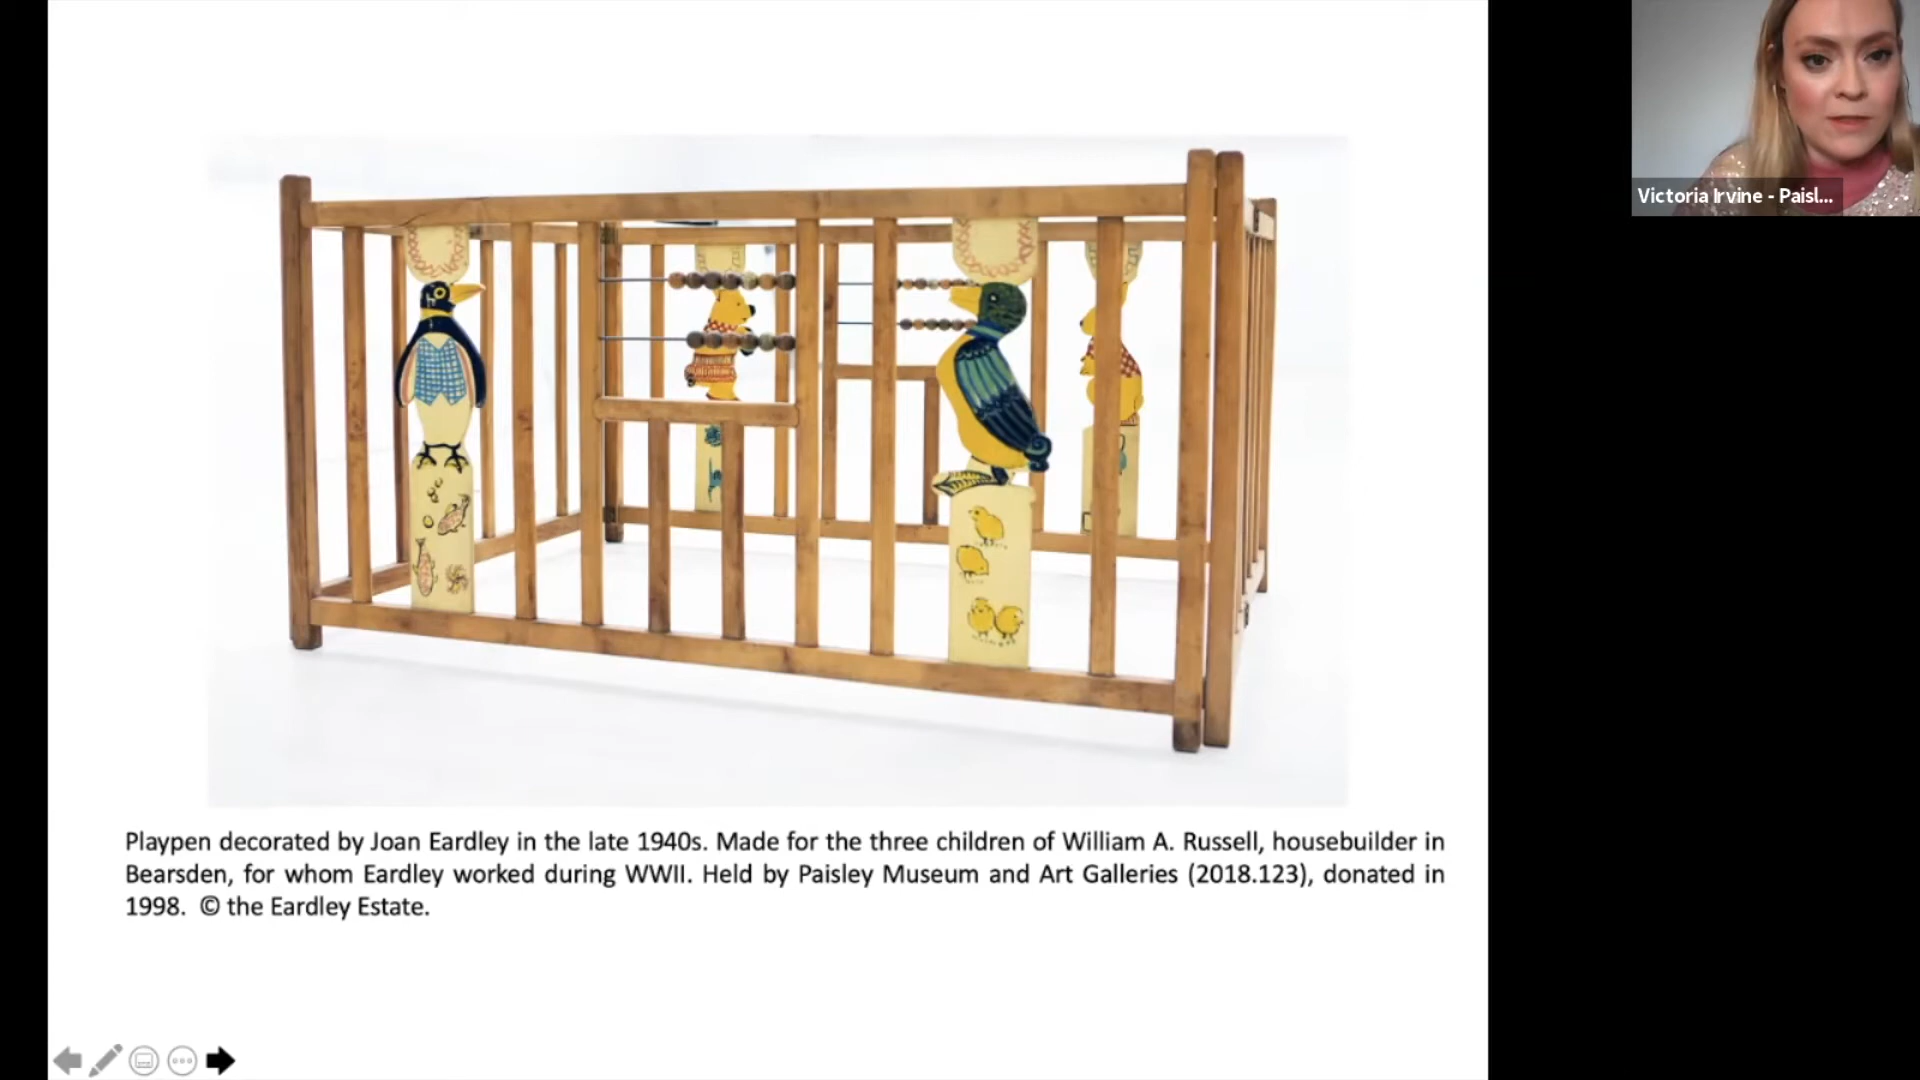 Victoria Irvine - Paisl...
Playpen decorated by Joan Eardley in the late 1940s. Made for the three children of William A. Russell, housebuilder in
Bearsden, for whom Eardley worked during WWII. Held by Paisley Museum and Art Galleries (2018.123), donated in
1998. © the Eardley Estate.